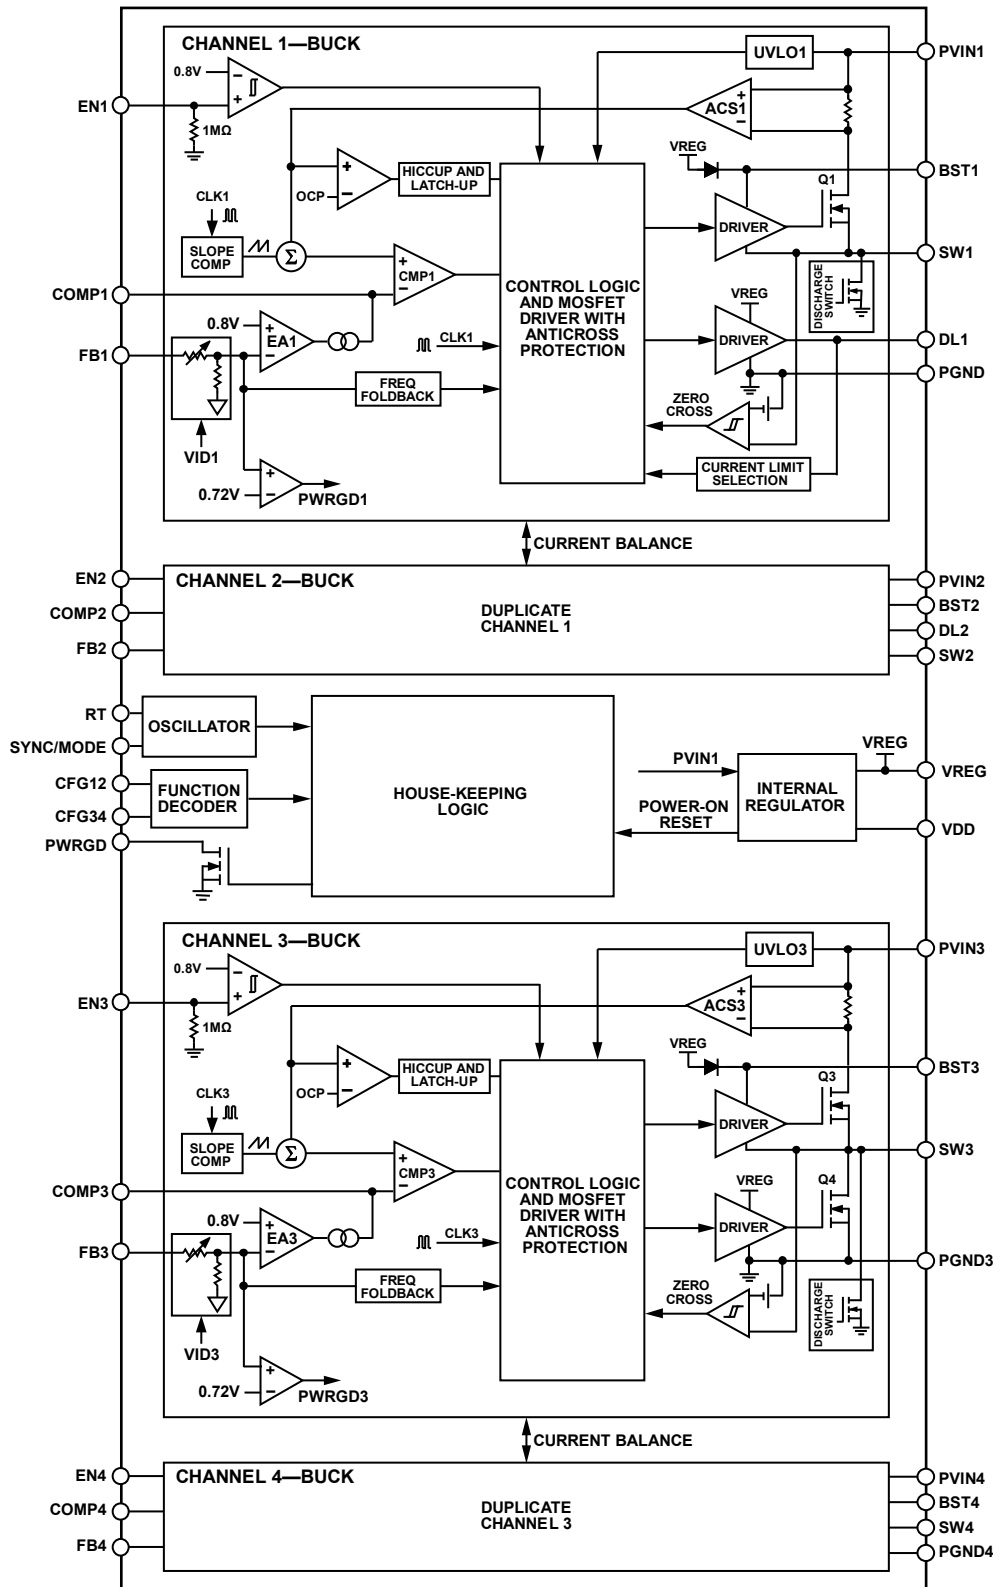 CHANNEL 1—BUCK
UVLO1
PVIN1
0.8V
−
+
EN1
1MΩ
ACS1
+
−
VREG
BST1
HICCUP AND
LATCH-UP
+
−
OCP
Q1
DRIVER
CLK1
SLOPE
COMP
Σ
+
−
CMP1
SW1
CONTROL LOGIC
AND MOSFET
DRIVER WITH
ANTICROSS
PROTECTION
DISCHARGE
SWITCH
COMP1
VREG
0.8V
+
−
EA1
CLK1
DRIVER
DL1
FB1
PGND
FREQ
FOLDBACK
ZERO
CROSS
VID1
CURRENT LIMIT
SELECTION
+
−
0.72V
PWRGD1
CURRENT BALANCE
EN2
CHANNEL 2—BUCK
PVIN2
COMP2
DUPLICATE
CHANNEL 1
BST2
DL2
FB2
SW2
RT
OSCILLATOR
SYNC/MODE
VREG
PVIN1
VREG
CFG12
FUNCTION
DECODER
HOUSE-KEEPING
LOGIC
INTERNAL
REGULATOR
CFG34
POWER-ON
RESET
VDD
PWRGD
CHANNEL 3—BUCK
UVLO3
PVIN3
0.8V
−
+
EN3
1MΩ
ACS3
+
−
VREG
BST3
HICCUP AND
LATCH-UP
+
−
OCP
Q3
DRIVER
CLK3
SLOPE
COMP
Σ
+
−
CMP3
SW3
CONTROL LOGIC
AND MOSFET
DRIVER WITH
ANTICROSS
PROTECTION
COMP3
VREG
Q4
0.8V
+
−
EA3
CLK3
DRIVER
FB3
PGND3
FREQ
FOLDBACK
ZERO
CROSS
DISCHARGE
SWITCH
VID3
+
−
0.72V
PWRGD3
CURRENT BALANCE
EN4
CHANNEL 4—BUCK
PVIN4
COMP4
DUPLICATE
CHANNEL 3
BST4
SW4
FB4
PGND4